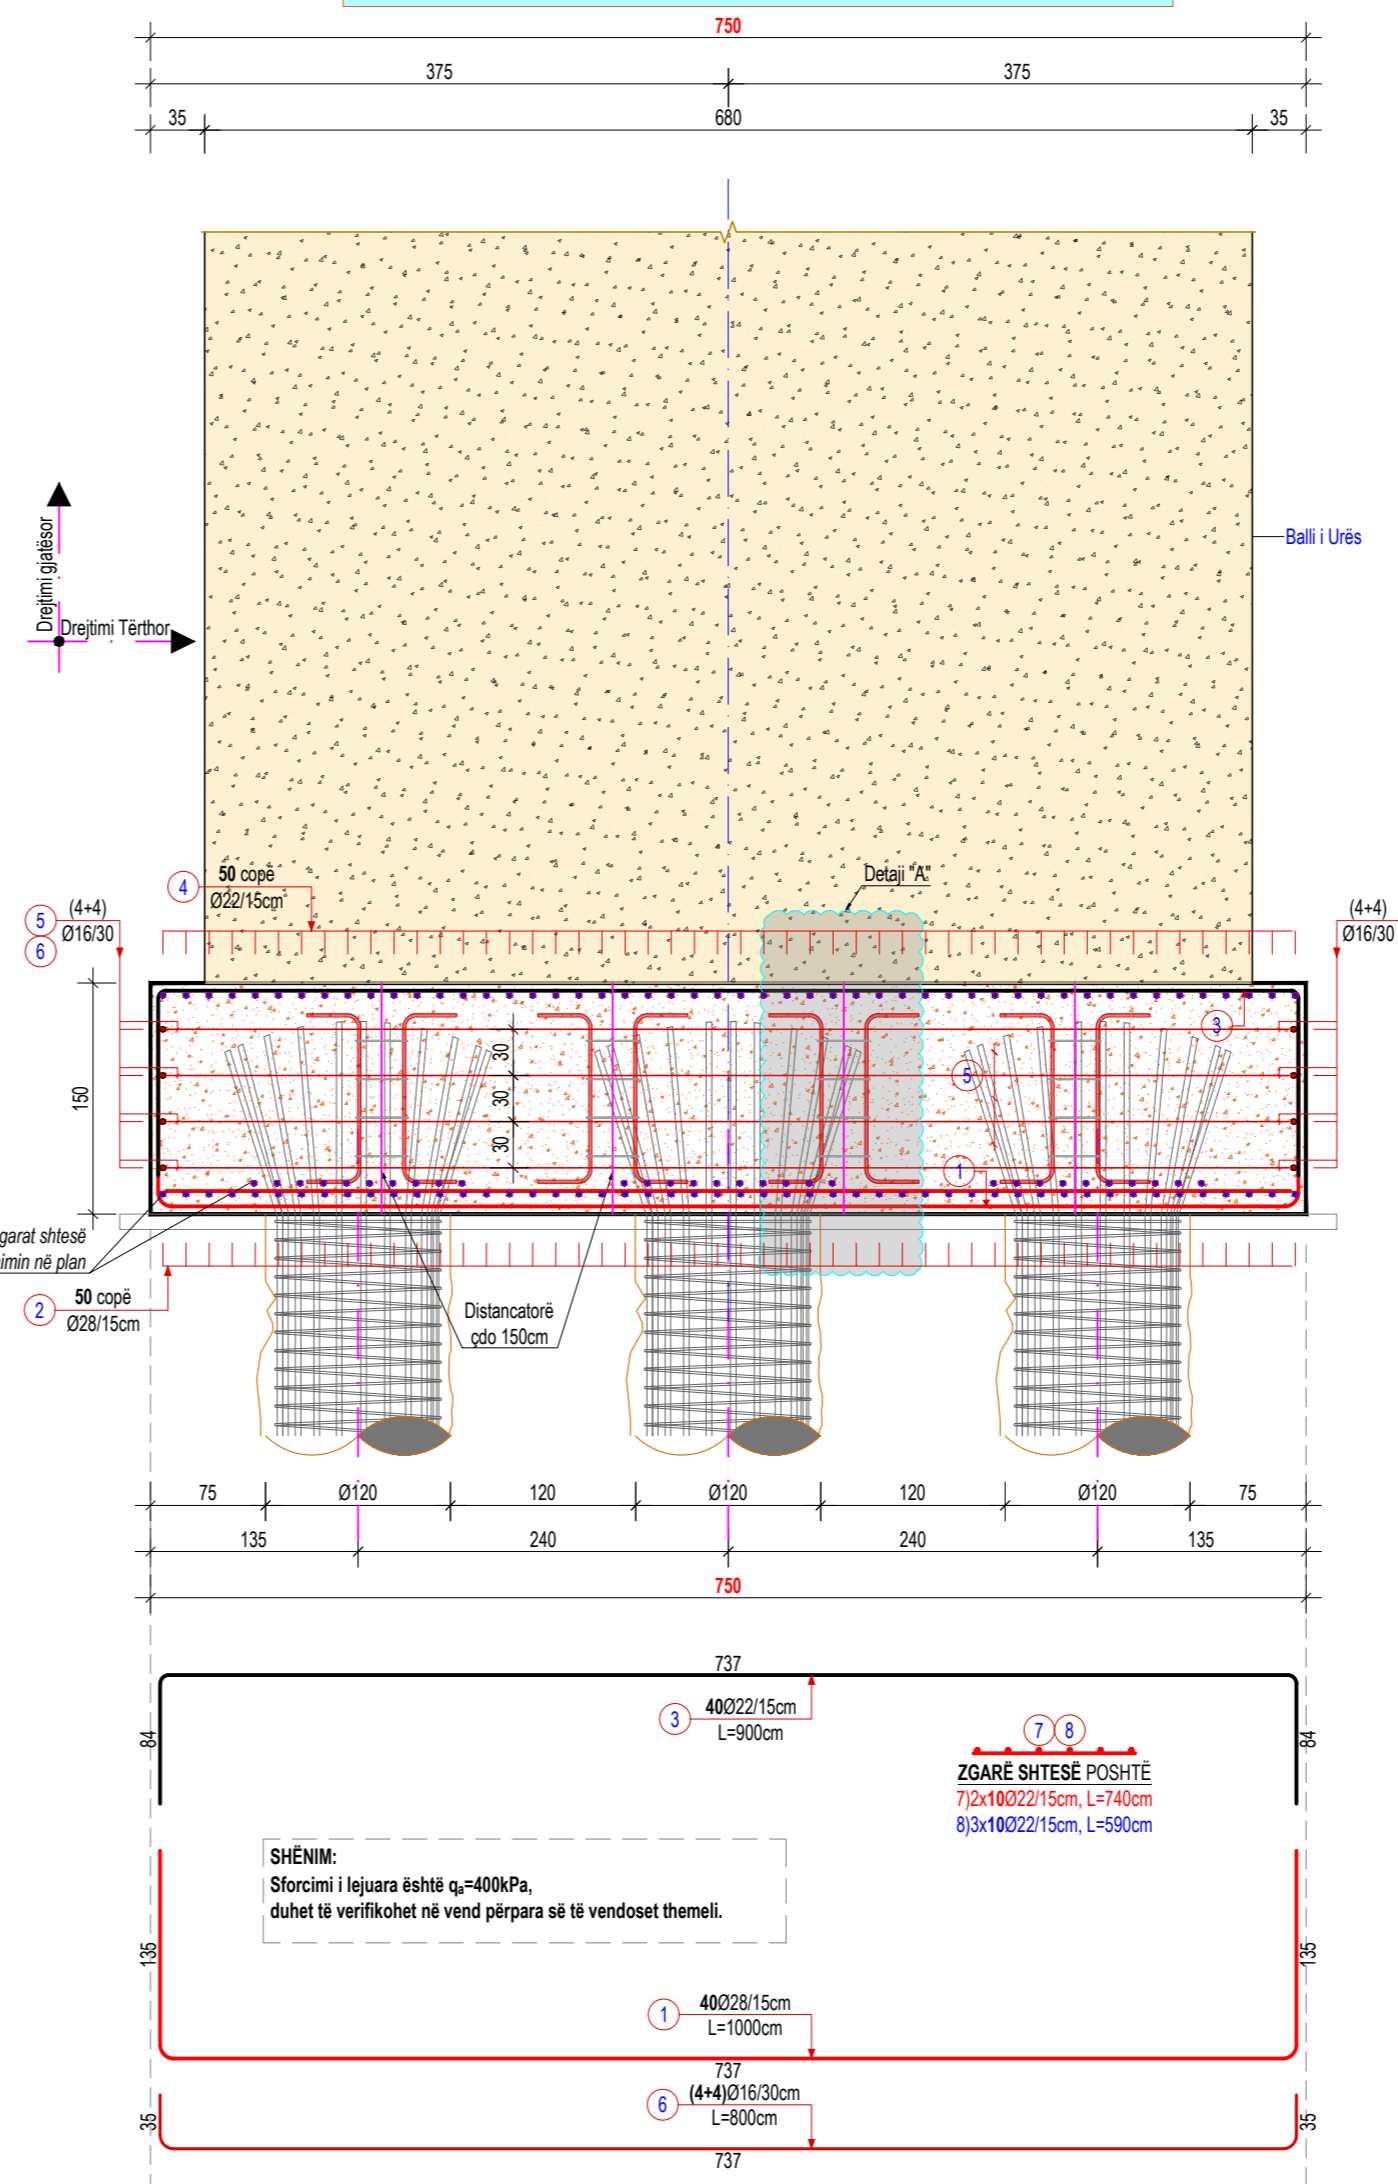 750
375
375
35
680
35
Drejtimi gjatësor
Drejtimi Tërthor
Balli i Urës
4
50 copë
Ø22/15cm
Detaji "A"
5
6
(4+4)
Ø16/30
(4+4)
Ø16/30
3
150
30
30
30
5
1
garat shtesë
imin në plan
2
50 copë
Ø28/15cm
Distancatorë
çdo 150cm
75
Ø120
120
Ø120
120
Ø120
75
135
240
240
135
750
737
84
84
3
40Ø22/15cm
L=900cm
7
8
ZGARË SHTESË POSHTË
7)2x10Ø22/15cm, L=740cm
8)3x10Ø22/15cm, L=590cm
SHËNIM:
Sforcimi i lejuara është qₐ=400kPa,
duhet të verifikohet në vend përpara së të vendoset themeli.
135
135
1
40Ø28/15cm
L=1000cm
737
6
(4+4)Ø16/30cm
L=800cm
35
35
737